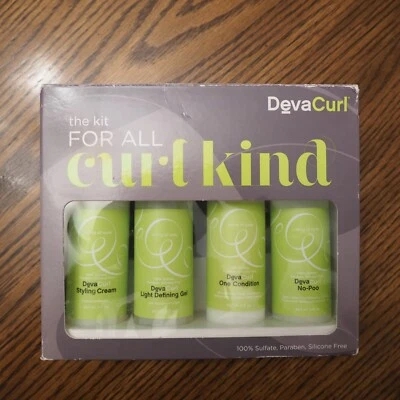 DevaCurl
the kit
FOR ALL
curl kind
Deva
Styling Cream
Deva
Light Defining Gel
Deva
One Condition
Deva
No-Poo
100% Sulfate, Paraben, Silicone Free